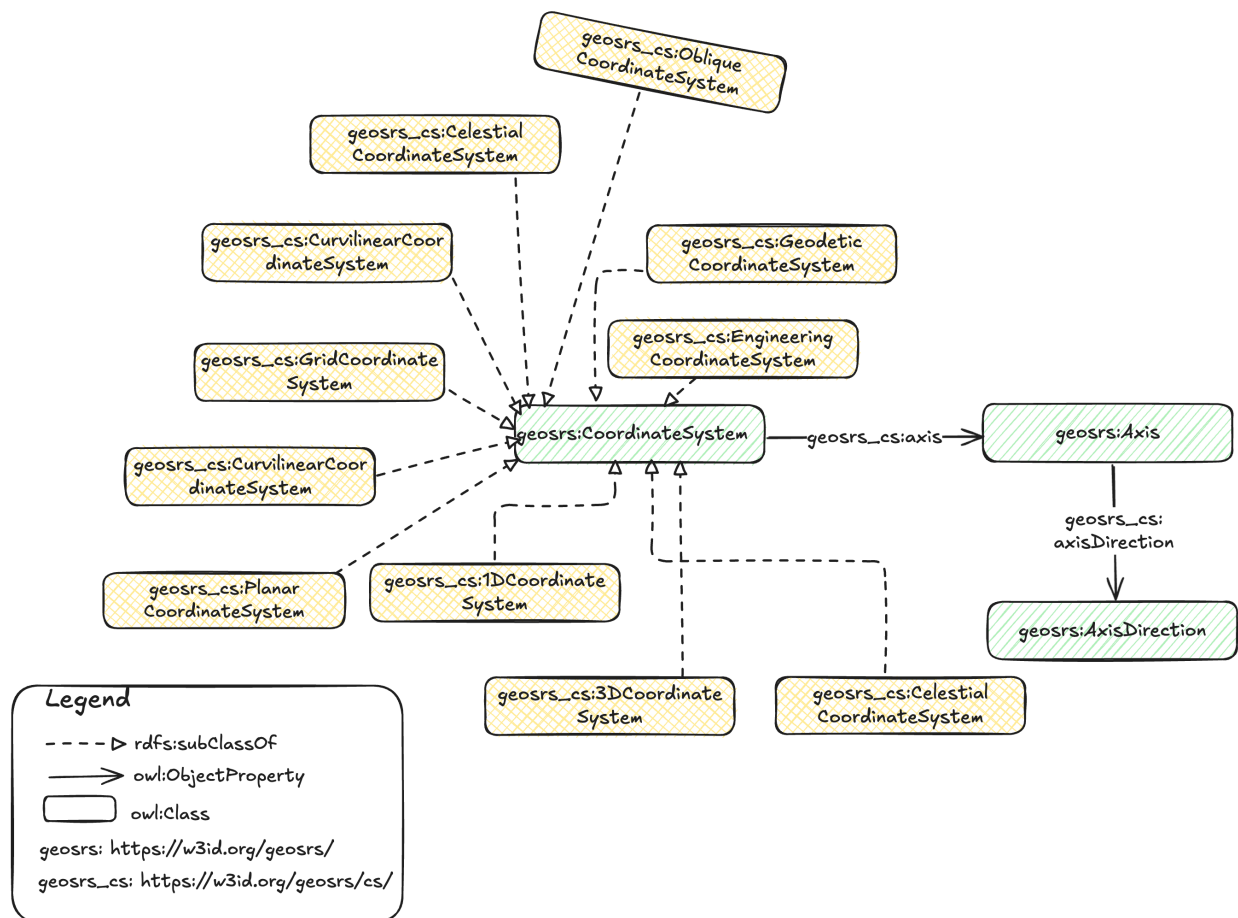 geosrs_cs:Oblique
CoordinateSystem
geosrs_cs:Celestial
CoordinateSystem
geosrs_cs:CurvilinearCoor
dinateSystem
geosrs_cs:Geodetic
CoordinateSystem
geosrs_cs:Engineering
CoordinateSystem
geosrs_cs:GridCoordinate
System
geosrs:CoordinateSystem
geosrs_cs:axis
geosrs:Axis
geosrs_cs:CurvilinearCoor
dinateSystem
geosrs_cs:
axisDirection
geosrs_cs:Planar
CoordinateSystem
geosrs_cs:1DCoordinate
System
geosrs:AxisDirection
geosrs_cs:3DCoordinate
System
geosrs_cs:Celestial
CoordinateSystem
Legend
rdfs:subClassOf
owl:ObjectProperty
owl:Class
geosrs: https://w3id.org/geosrs/
geosrs_cs: https://w3id.org/geosrs/cs/